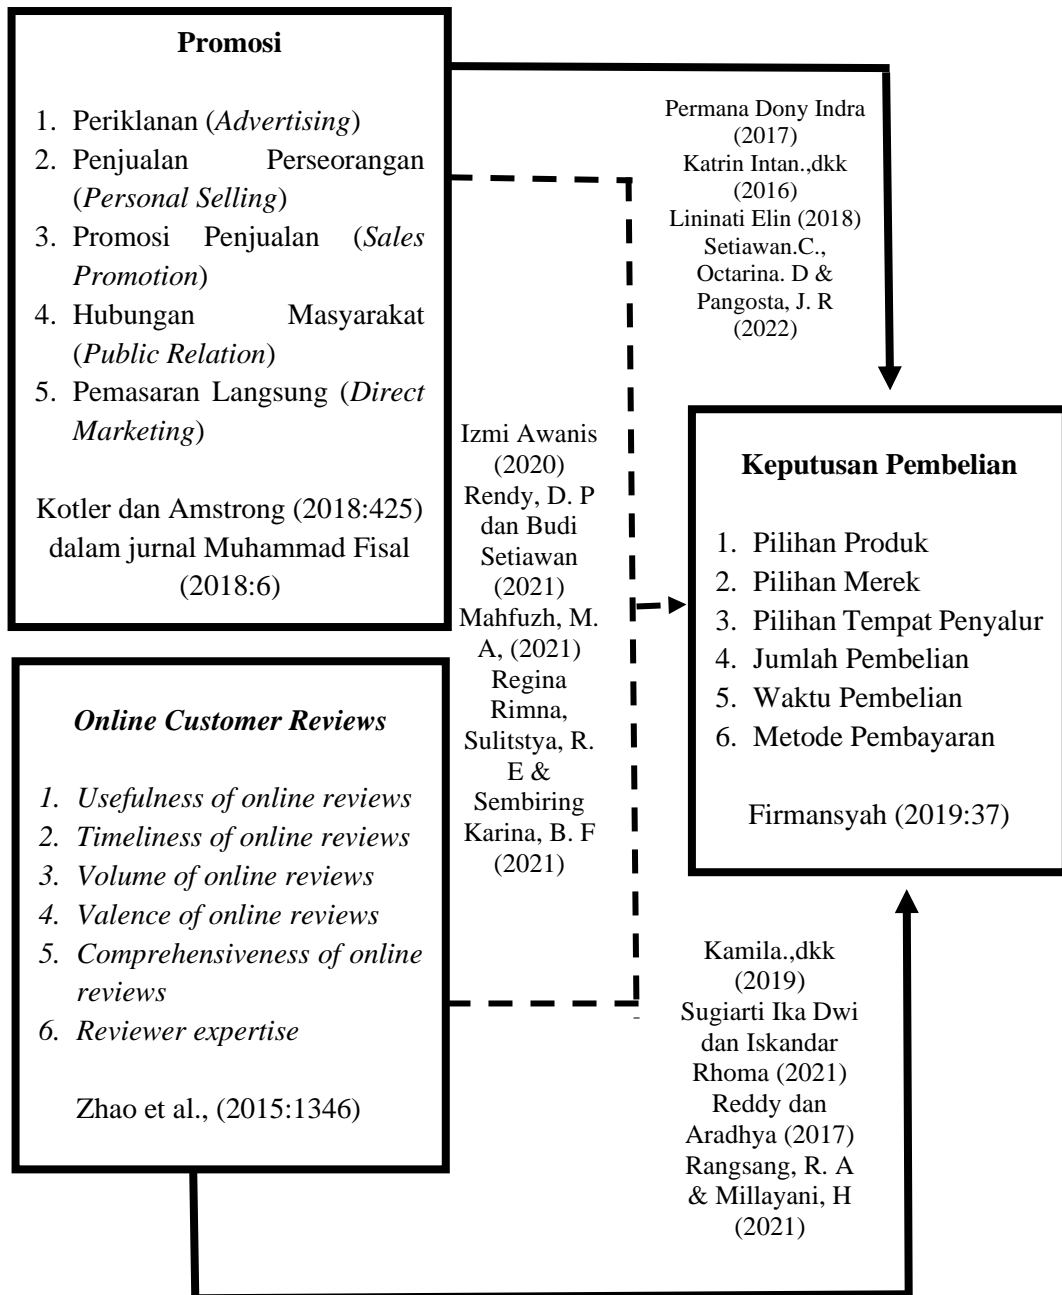 Promosi
1. Periklanan (Advertising)
2. Penjualan Perseorangan
(Personal Selling)
3. Promosi Penjualan (Sales
Promotion)
4. Hubungan Masyarakat
(Public Relation)
5. Pemasaran Langsung (Direct
Marketing)
Kotler dan Amstrong (2018:425)
dalam jurnal Muhammad Fisal
(2018:6)
Online Customer Reviews
1. Usefulness of online reviews
2. Timeliness of online reviews
3. Volume of online reviews
4. Valence of online reviews
5. Comprehensiveness of online
reviews
6. Reviewer expertise
Zhao et al., (2015:1346)
Izmi Awanis
(2020)
Rendy, D. P
dan Budi
Setiawan
(2021)
Mahfuzh, M.
A, (2021)
Regina
Rimna,
Sulitstya, R.
E &
Sembiring
Karina, B. F
(2021)
Permana Dony Indra
(2017)
Katrin Intan.,dkk
(2016)
Lininati Elin (2018)
Setiawan.C.,
Octarina. D &
Pangosta, J. R
(2022)
Keputusan Pembelian
1. Pilihan Produk
2. Pilihan Merek
3. Pilihan Tempat Penyalur
4. Jumlah Pembelian
5. Waktu Pembelian
6. Metode Pembayaran
Firmansyah (2019:37)
Kamila.,dkk
(2019)
Sugiarti Ika Dwi
dan Iskandar
Rhoma (2021)
Reddy dan
Aradhya (2017)
Rangsang, R. A
& Millayani, H
(2021)